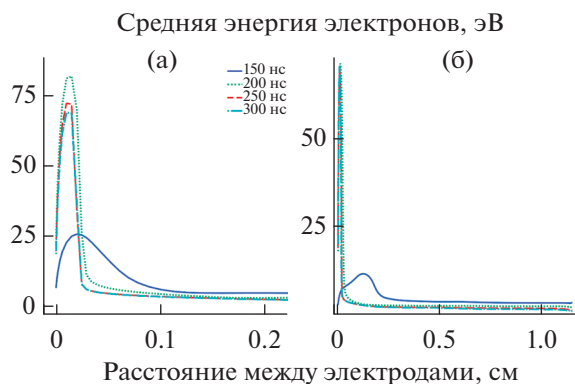 Средняя энергия электронов, эВ
(а)
(б)
150 нс
200 нс
250 нс
300 нс
75
50
25
0
0
0.1
0.2
50
25
0
0.5
1.0
Расстояние между электродами, см